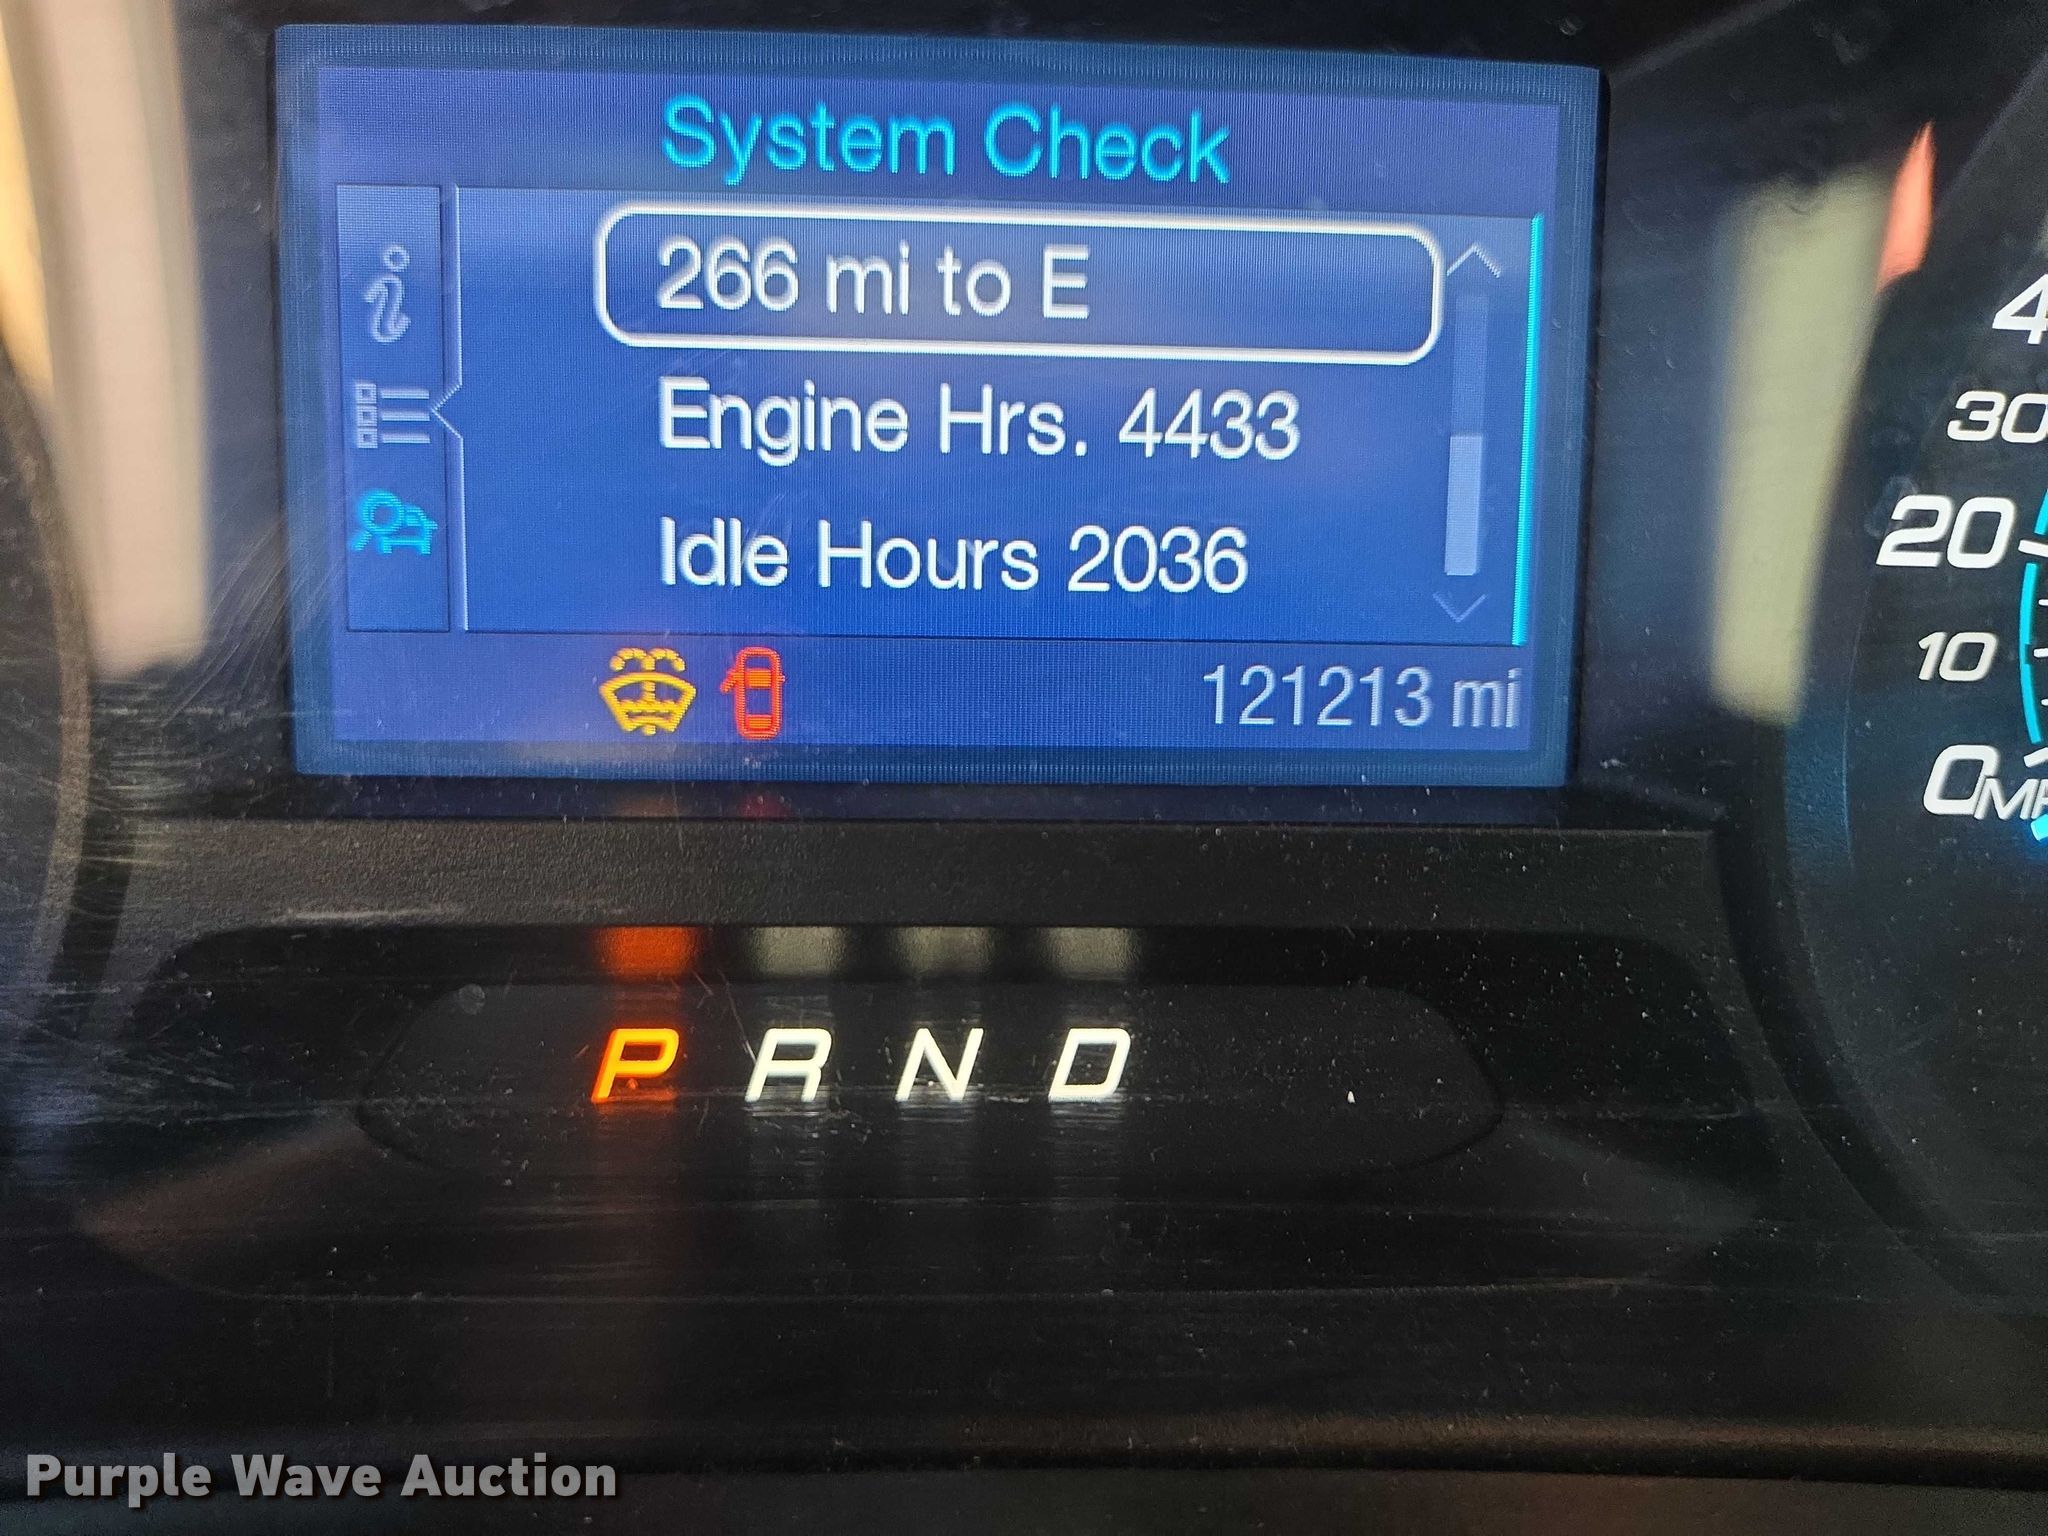 System Check
266 mi to E
Engine Hrs. 4433
Idle Hours 2036
121213 mi
30
20
10
0
P R N D
Purple Wave Auction